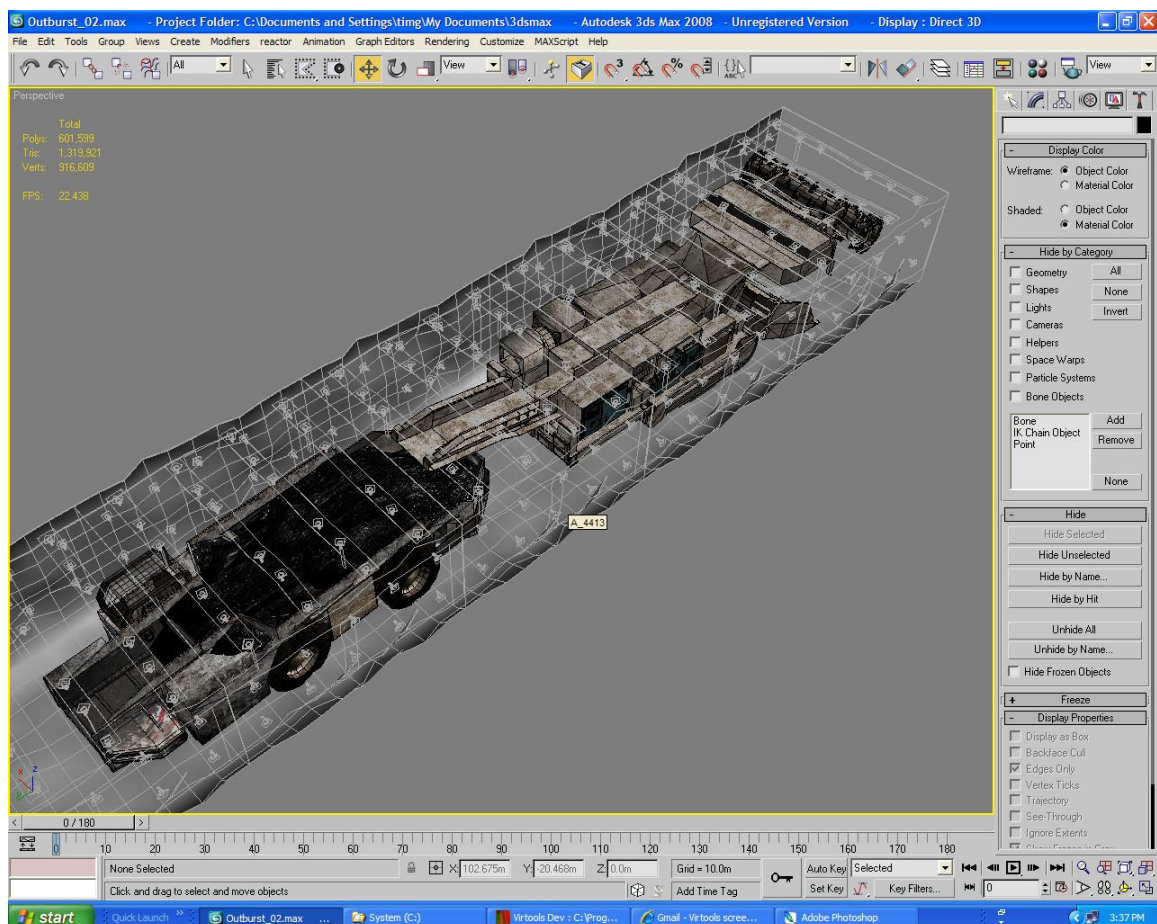 Outburst_02.max - Project Folder: C:\Documents and Settings\timg\My Documents\3dsmax - Autodesk 3ds Max 2008 - Unregistered Version - Display : Direct 3D
File Edit Tools Group Views Create Modifiers reactor Animation Graph Editors Rendering Customize MAXScript Help
All View ABC View
Perspective
Total
Polys: 601,599
Tris: 1,319,921
Verts: 916,609
FPS: 22.438
A_4413
x z
Display Color
Wireframe: Object Color
Material Color
Shaded: Object Color
Material Color
Hide by Category
Geometry All
Shapes None
Lights Invert
Cameras
Helpers
Space Warps
Particle Systems
Bone Objects
Bone Add
IK Chain Object Remove
Point
None
Hide
Hide Selected
Hide Unselected
Hide by Name...
Hide by Hit
Unhide All
Unhide by Name...
Hide Frozen Objects
Freeze
Display Properties
Display as Box
Backface Cull
Edges Only
Vertex Ticks
Trajectory
See-Through
Ignore Extents
0 / 180
0 10 20 30 40 50 60 70 80 90 100 110 120 130 140 150 160 170 180
None Selected X: 102.675m Y: -20.468m Z: 0.0m Grid = 10.0m Auto Key Selected
Click and drag to select and move objects Add Time Tag Set Key Key Filters... 0
start Quick Launch Outburst_02.max ... System (C:) Virtools Dev : C:\Prog... Gmail - Virtools scree... Adobe Photoshop 3:37 PM